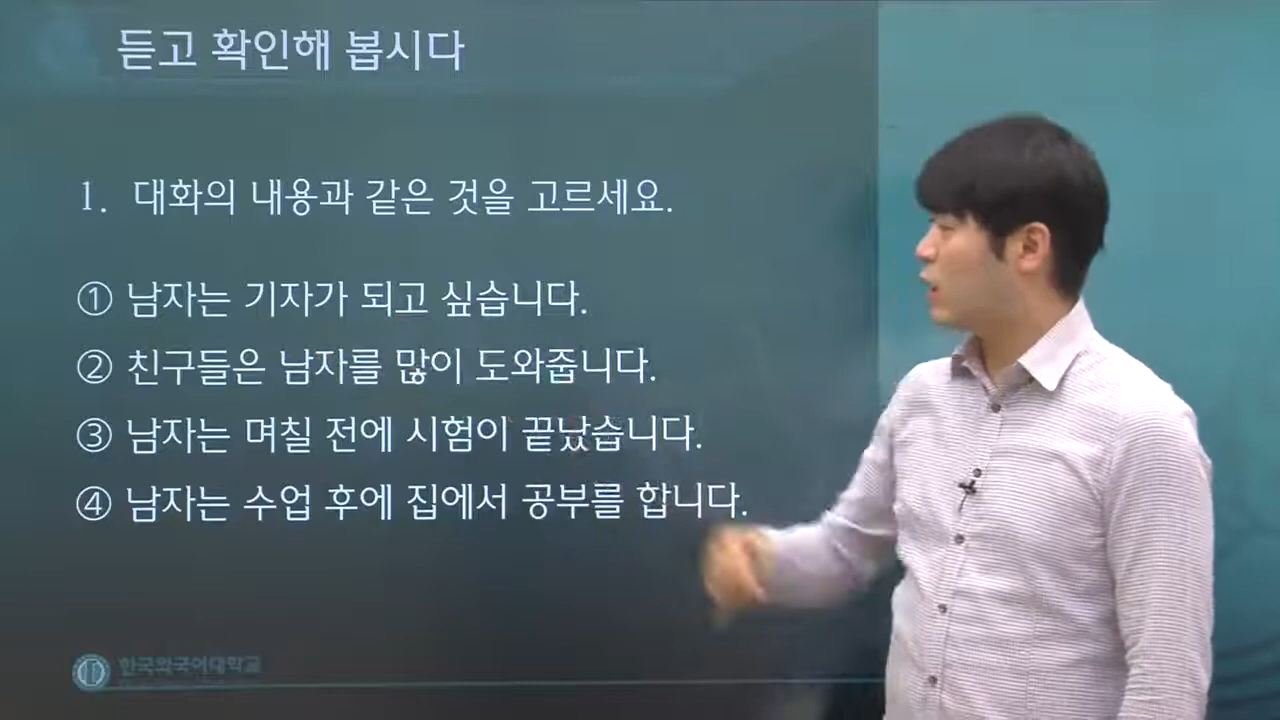 듣고 확인해 봅시다
1. 대화의 내용과 같은 것을 고르세요.
① 남자는 기자가 되고 싶습니다.
② 친구들은 남자를 많이 도와줍니다.
③ 남자는 며칠 전에 시험이 끝났습니다.
④ 남자는 수업 후에 집에서 공부를 합니다.
한국외국어대학교